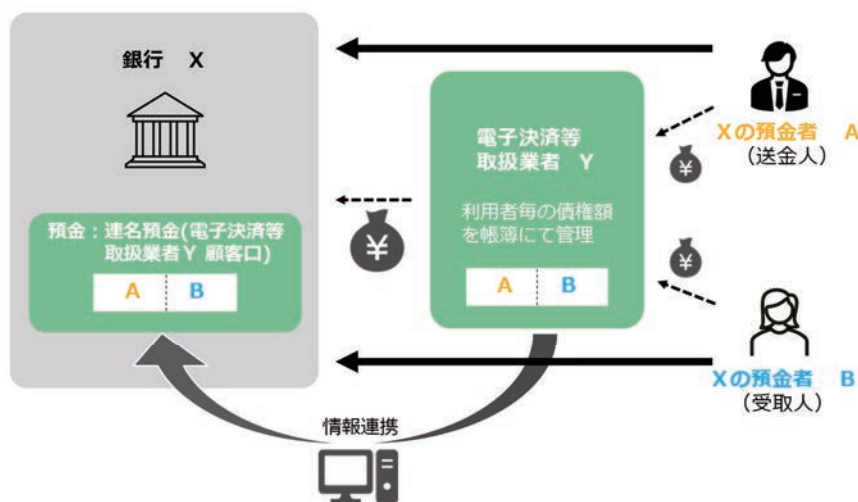 銀行 X
預金：連名預金(電子決済等
取扱業者Y 顧客口)
A B
¥
電子決済等
取扱業者 Y
利用者毎の債権額
を帳簿にて管理
A B
Xの預金者 A
(送金人)
¥
¥
Xの預金者 B
(受取人)
情報連携